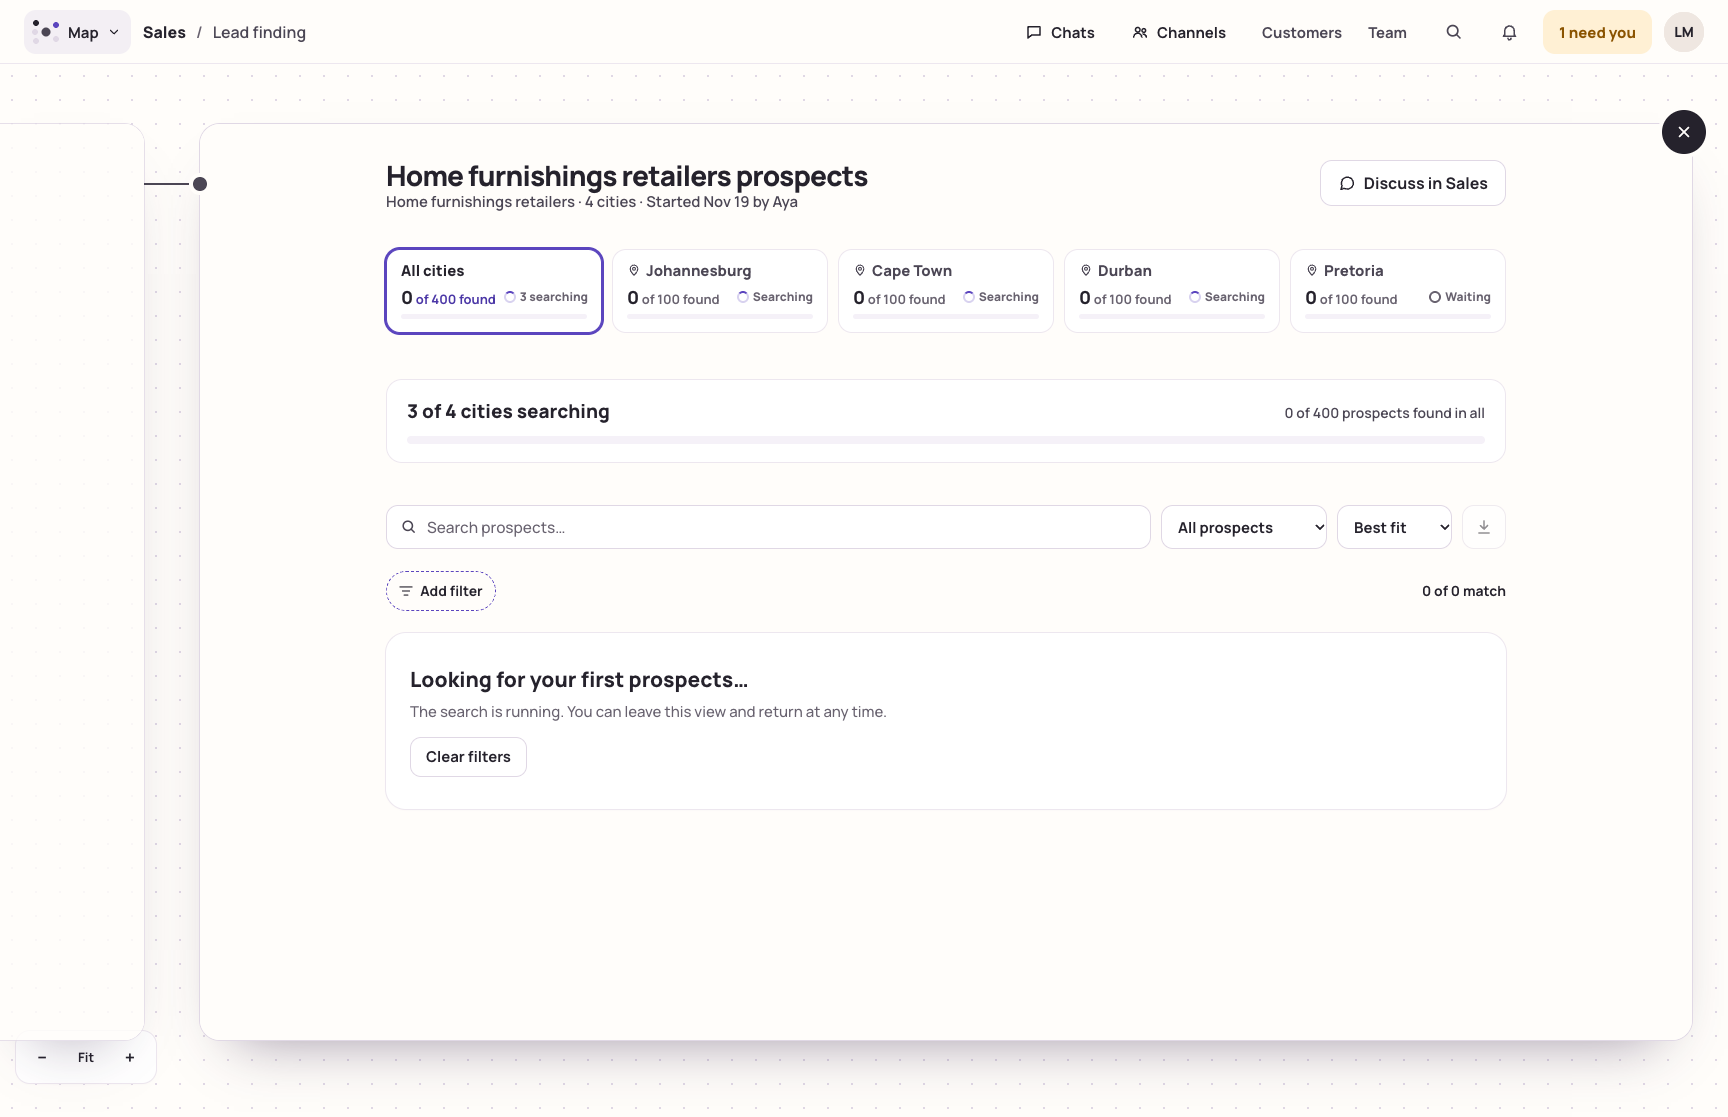 Map
Sales / Lead finding
Chats
Channels
Customers
Team
1 need you
LM
Home furnishings retailers prospects
Home furnishings retailers · 4 cities · Started Nov 19 by Aya
Discuss in Sales
All cities
0 of 400 found
3 searching
Johannesburg
0 of 100 found
Searching
Cape Town
0 of 100 found
Searching
Durban
0 of 100 found
Searching
Pretoria
0 of 100 found
Waiting
3 of 4 cities searching
0 of 400 prospects found in all
Search prospects…
All prospects
Best fit
Add filter
0 of 0 match
Looking for your first prospects…
The search is running. You can leave this view and return at any time.
Clear filters
− Fit +